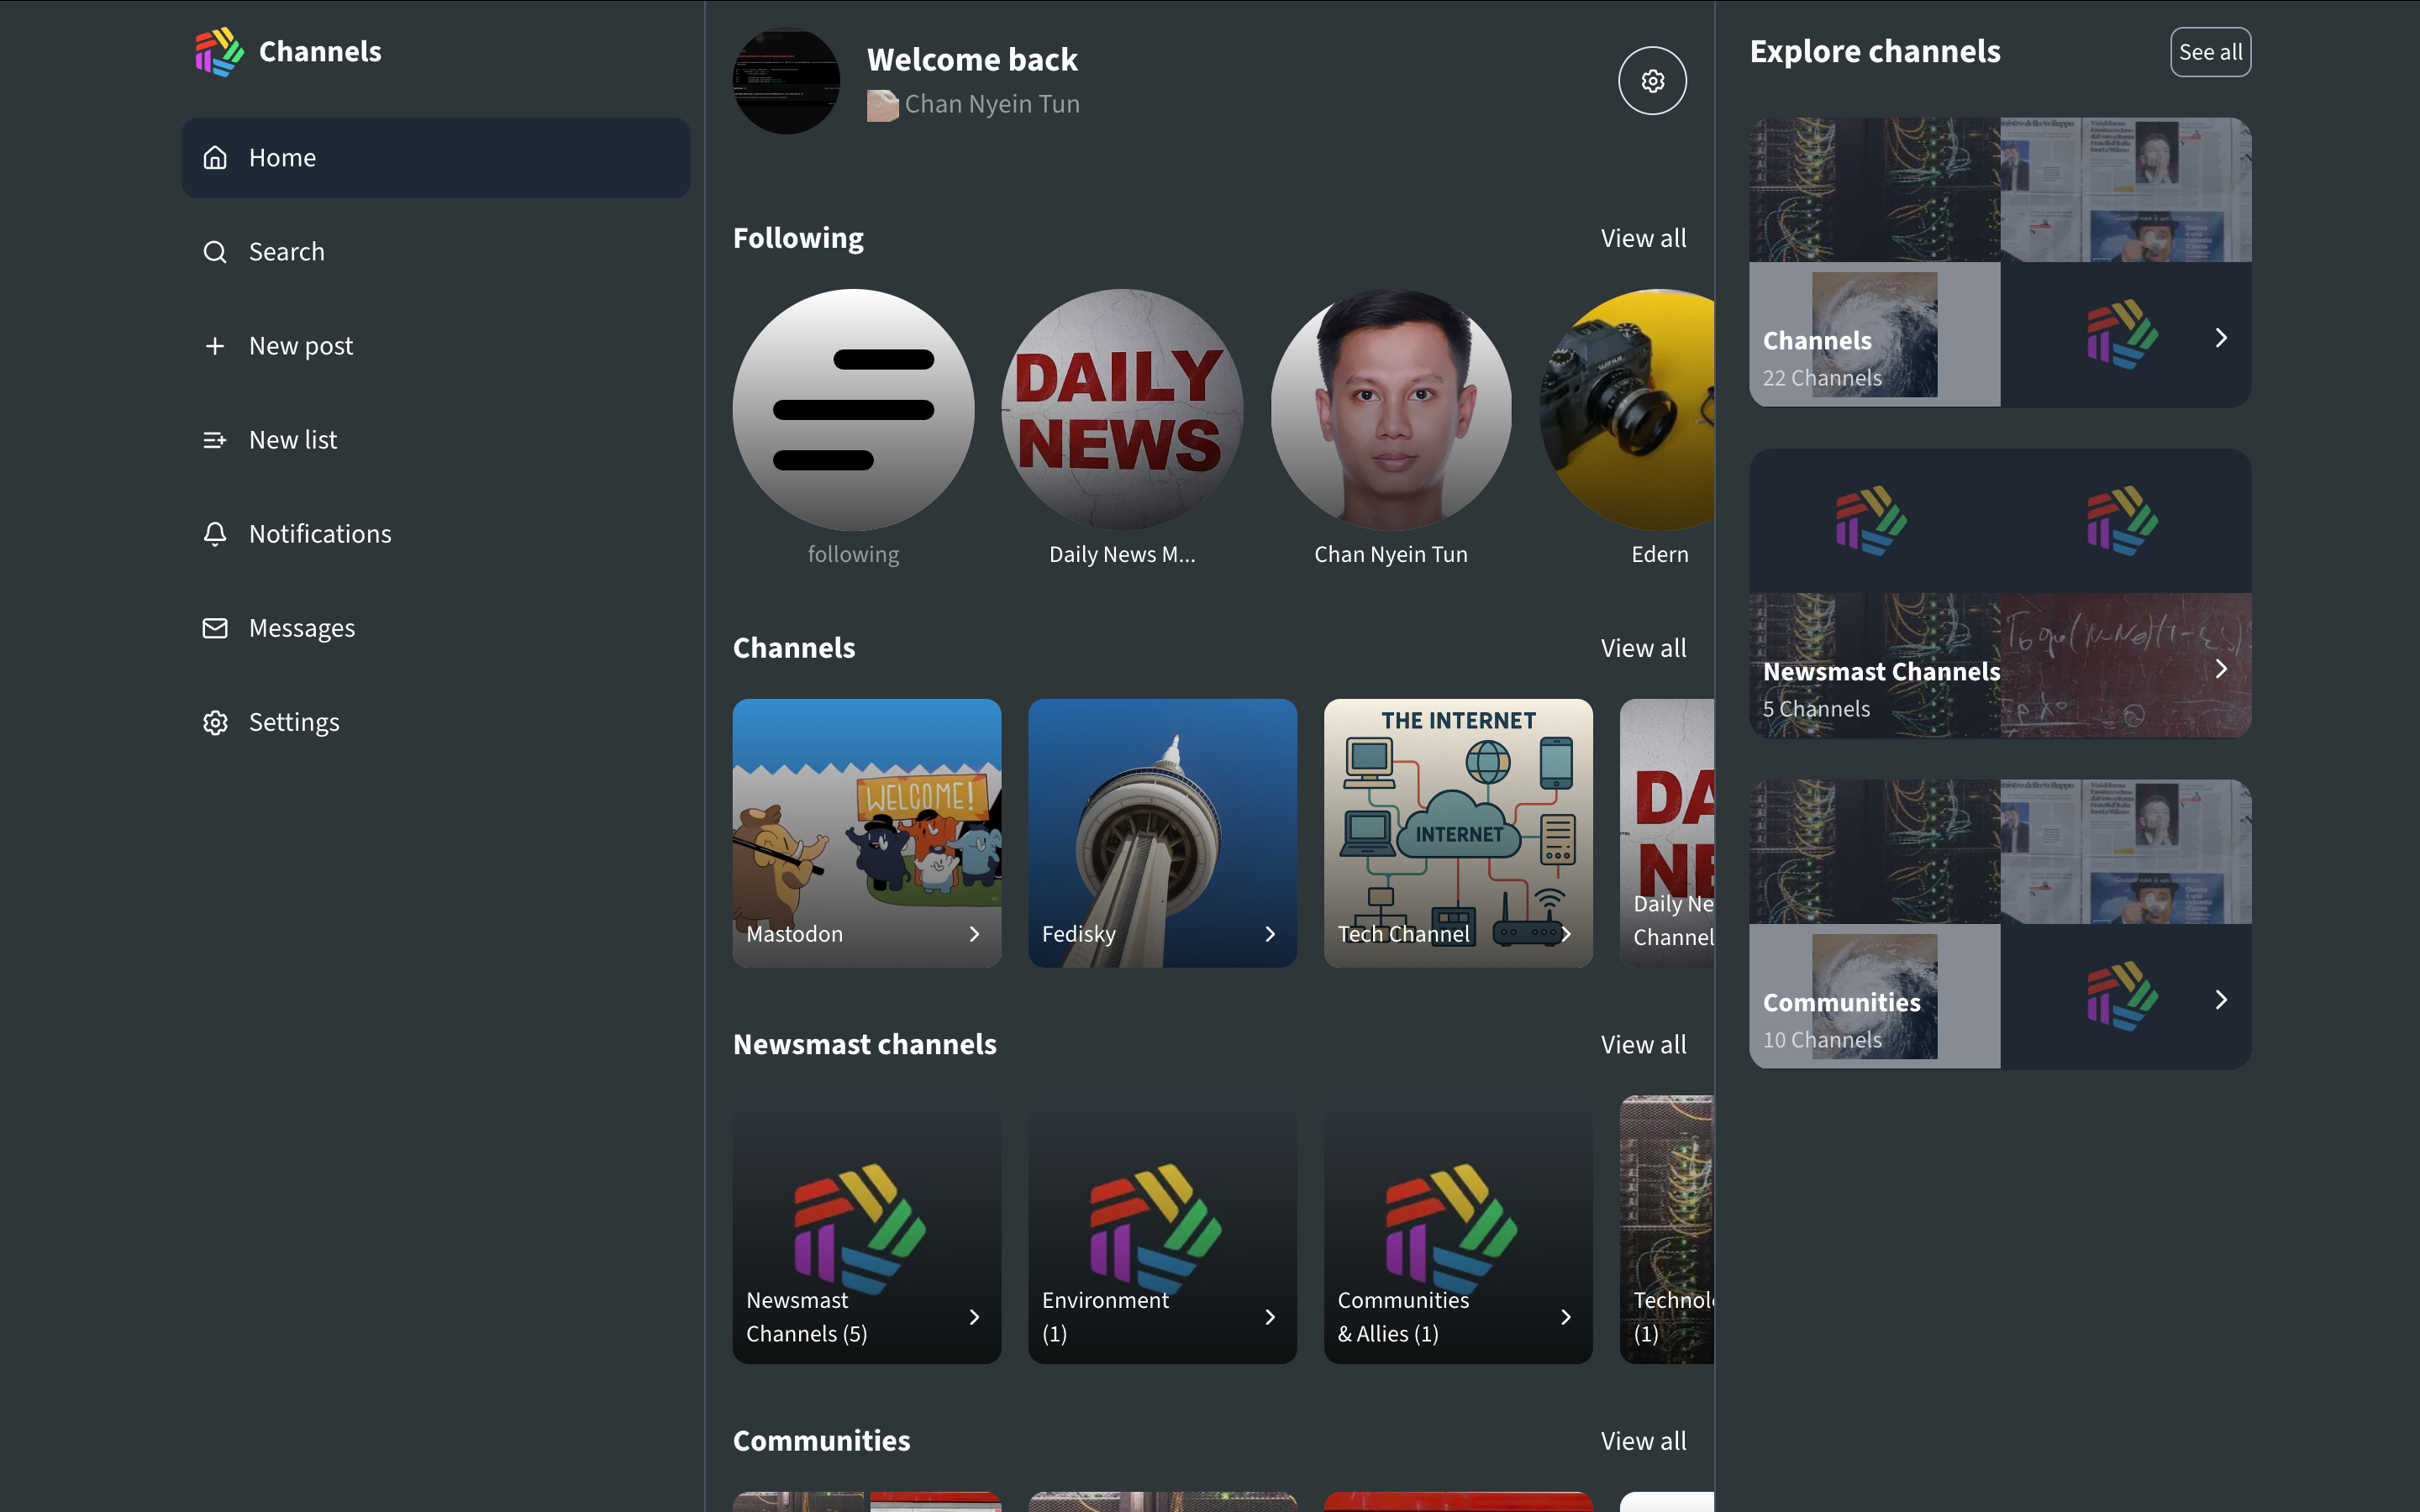 Channels
Home
Search
New post
New list
Notifications
Messages
Settings
Welcome back
Chan Nyein Tun
Following
View all
DAILY
NEWS
following
Daily News M...
Chan Nyein Tun
Edern
Channels
View all
WELCOME!
Mastodon
Fedisky
THE INTERNET
INTERNET
Tech Channel
DA
NE
Daily Ne
Channel
Newsmast channels
View all
Newsmast
Channels (5)
Environment
(1)
Communities
& Allies (1)
Technol
(1)
Communities
View all
Explore channels
See all
Channels
22 Channels
Newsmast Channels
5 Channels
Communities
10 Channels